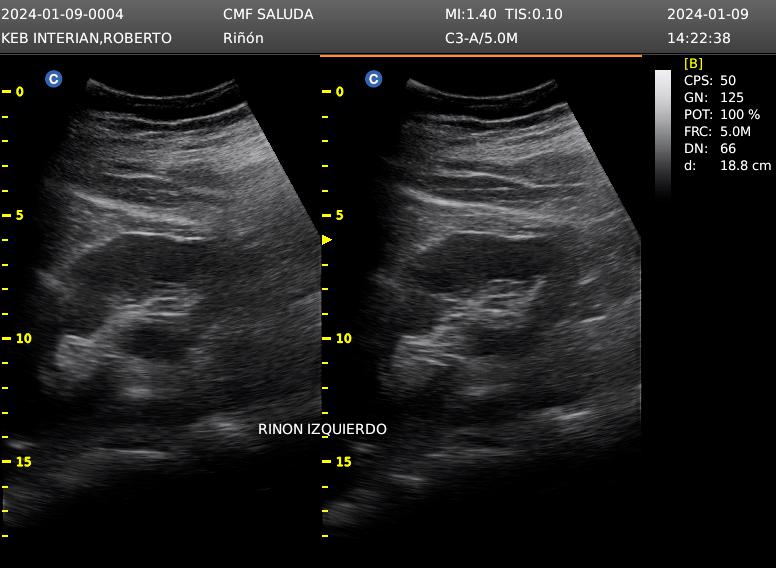 2024-01-09-0004 CMF SALUDA MI:1.40 TIS:0.10 2024-01-09
KEB INTERIAN,ROBERTO Riñón C3-A/5.0M 14:22:38
C C [B]
0 0 CPS: 50
GN: 125
POT: 100 %
FRC: 5.0M
DN: 66
d: 18.8 cm
5 5
10 10
RINON IZQUIERDO
15 15